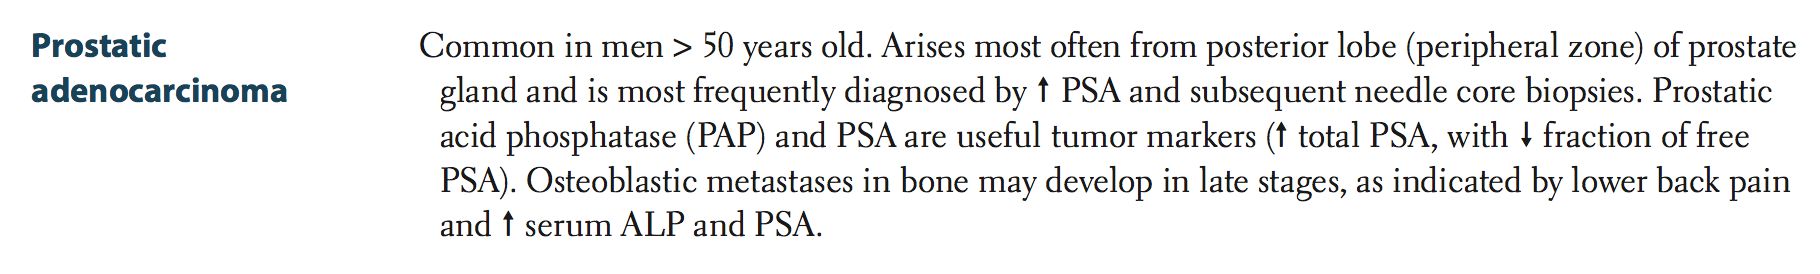 Prostatic
adenocarcinoma
Common in men > 50 years old. Arises most often from posterior lobe (peripheral zone) of prostate
gland and is most frequently diagnosed by ↑ PSA and subsequent needle core biopsies. Prostatic
acid phosphatase (PAP) and PSA are useful tumor markers (↑ total PSA, with ↓ fraction of free
PSA). Osteoblastic metastases in bone may develop in late stages, as indicated by lower back pain
and ↑ serum ALP and PSA.